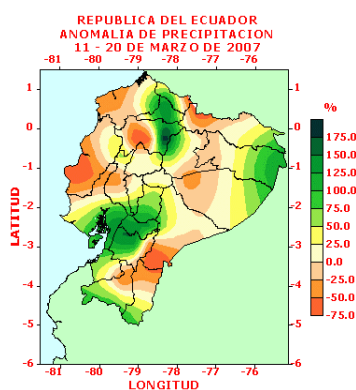 REPUBLICA DEL ECUADOR
ANOMALIA DE PRECIPITACION
11 - 20 DE MARZO DE 2007
-81 -80 -79 -78 -77 -76
1 1
0 0
-1 -1
-2 -2
-3 -3
-4 -4
-5 -5
-6 -6
-81 -80 -79 -78 -77 -76
LATITUD
LONGITUD
%
175.0
150.0
125.0
100.0
75.0
50.0
25.0
0.0
-25.0
-50.0
-75.0